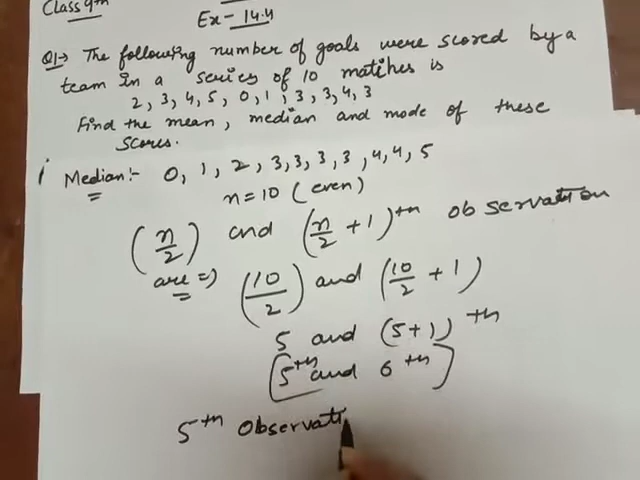 Class 9th
Ex- 14.4
Q1→ The following number of goals were scored by a
team in a series of 10 matches is
2, 3, 4, 5, 0, 1, 3, 3, 4, 3
Find the mean, median and mode of these
scores.
i Median:- 0, 1, 2, 3, 3, 3, 3, 4, 4, 5
n = 10 (even)
(n/2) and (n/2 + 1)th observation
are => (10/2) and (10/2 + 1)
5 and (5+1)th
[5th and 6th]
5th Observati